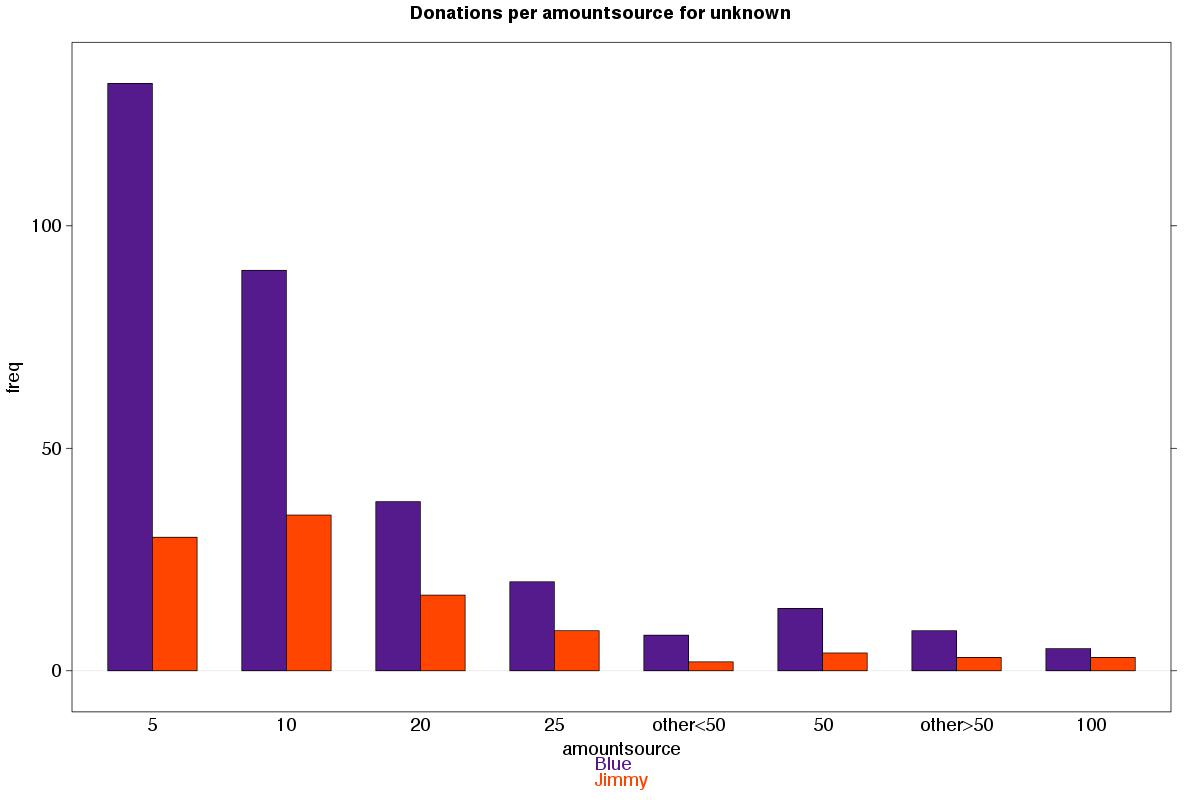 Donations per amountsource for unknown
freq
100
50
0
5 10 20 25 other<50 50 other>50 100
amountsource
Blue
Jimmy